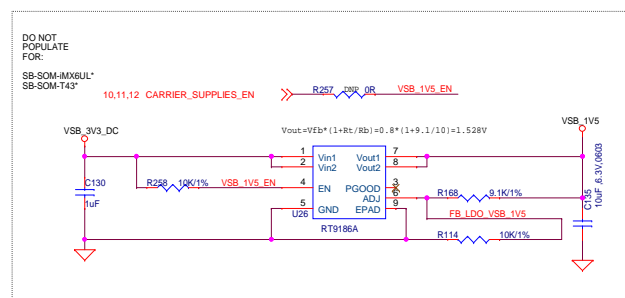 DO NOT
POPULATE
FOR:
SB-SOM-iMX6UL*
SB-SOM-T43*
10,11,12 CARRIER_SUPPLIES_EN
R257 DNP 0R VSB_1V5_EN
VSB_3V3_DC
VSB_1V5
Vout=Vfb*(1+Rt/Rb)=0.8*(1+9.1/10)=1.528V
1 Vin1 Vout1 7
2 Vin2 Vout2 8
R258 10K/1% VSB_1V5_EN 4 EN PGOOD 3
ADJ 6 R168 9.1K/1%
C130
1uF
5 GND EPAD 9
U26
RT9186A
FB_LDO_VSB_1V5
R114 10K/1%
C135
10uF,6.3V,0603